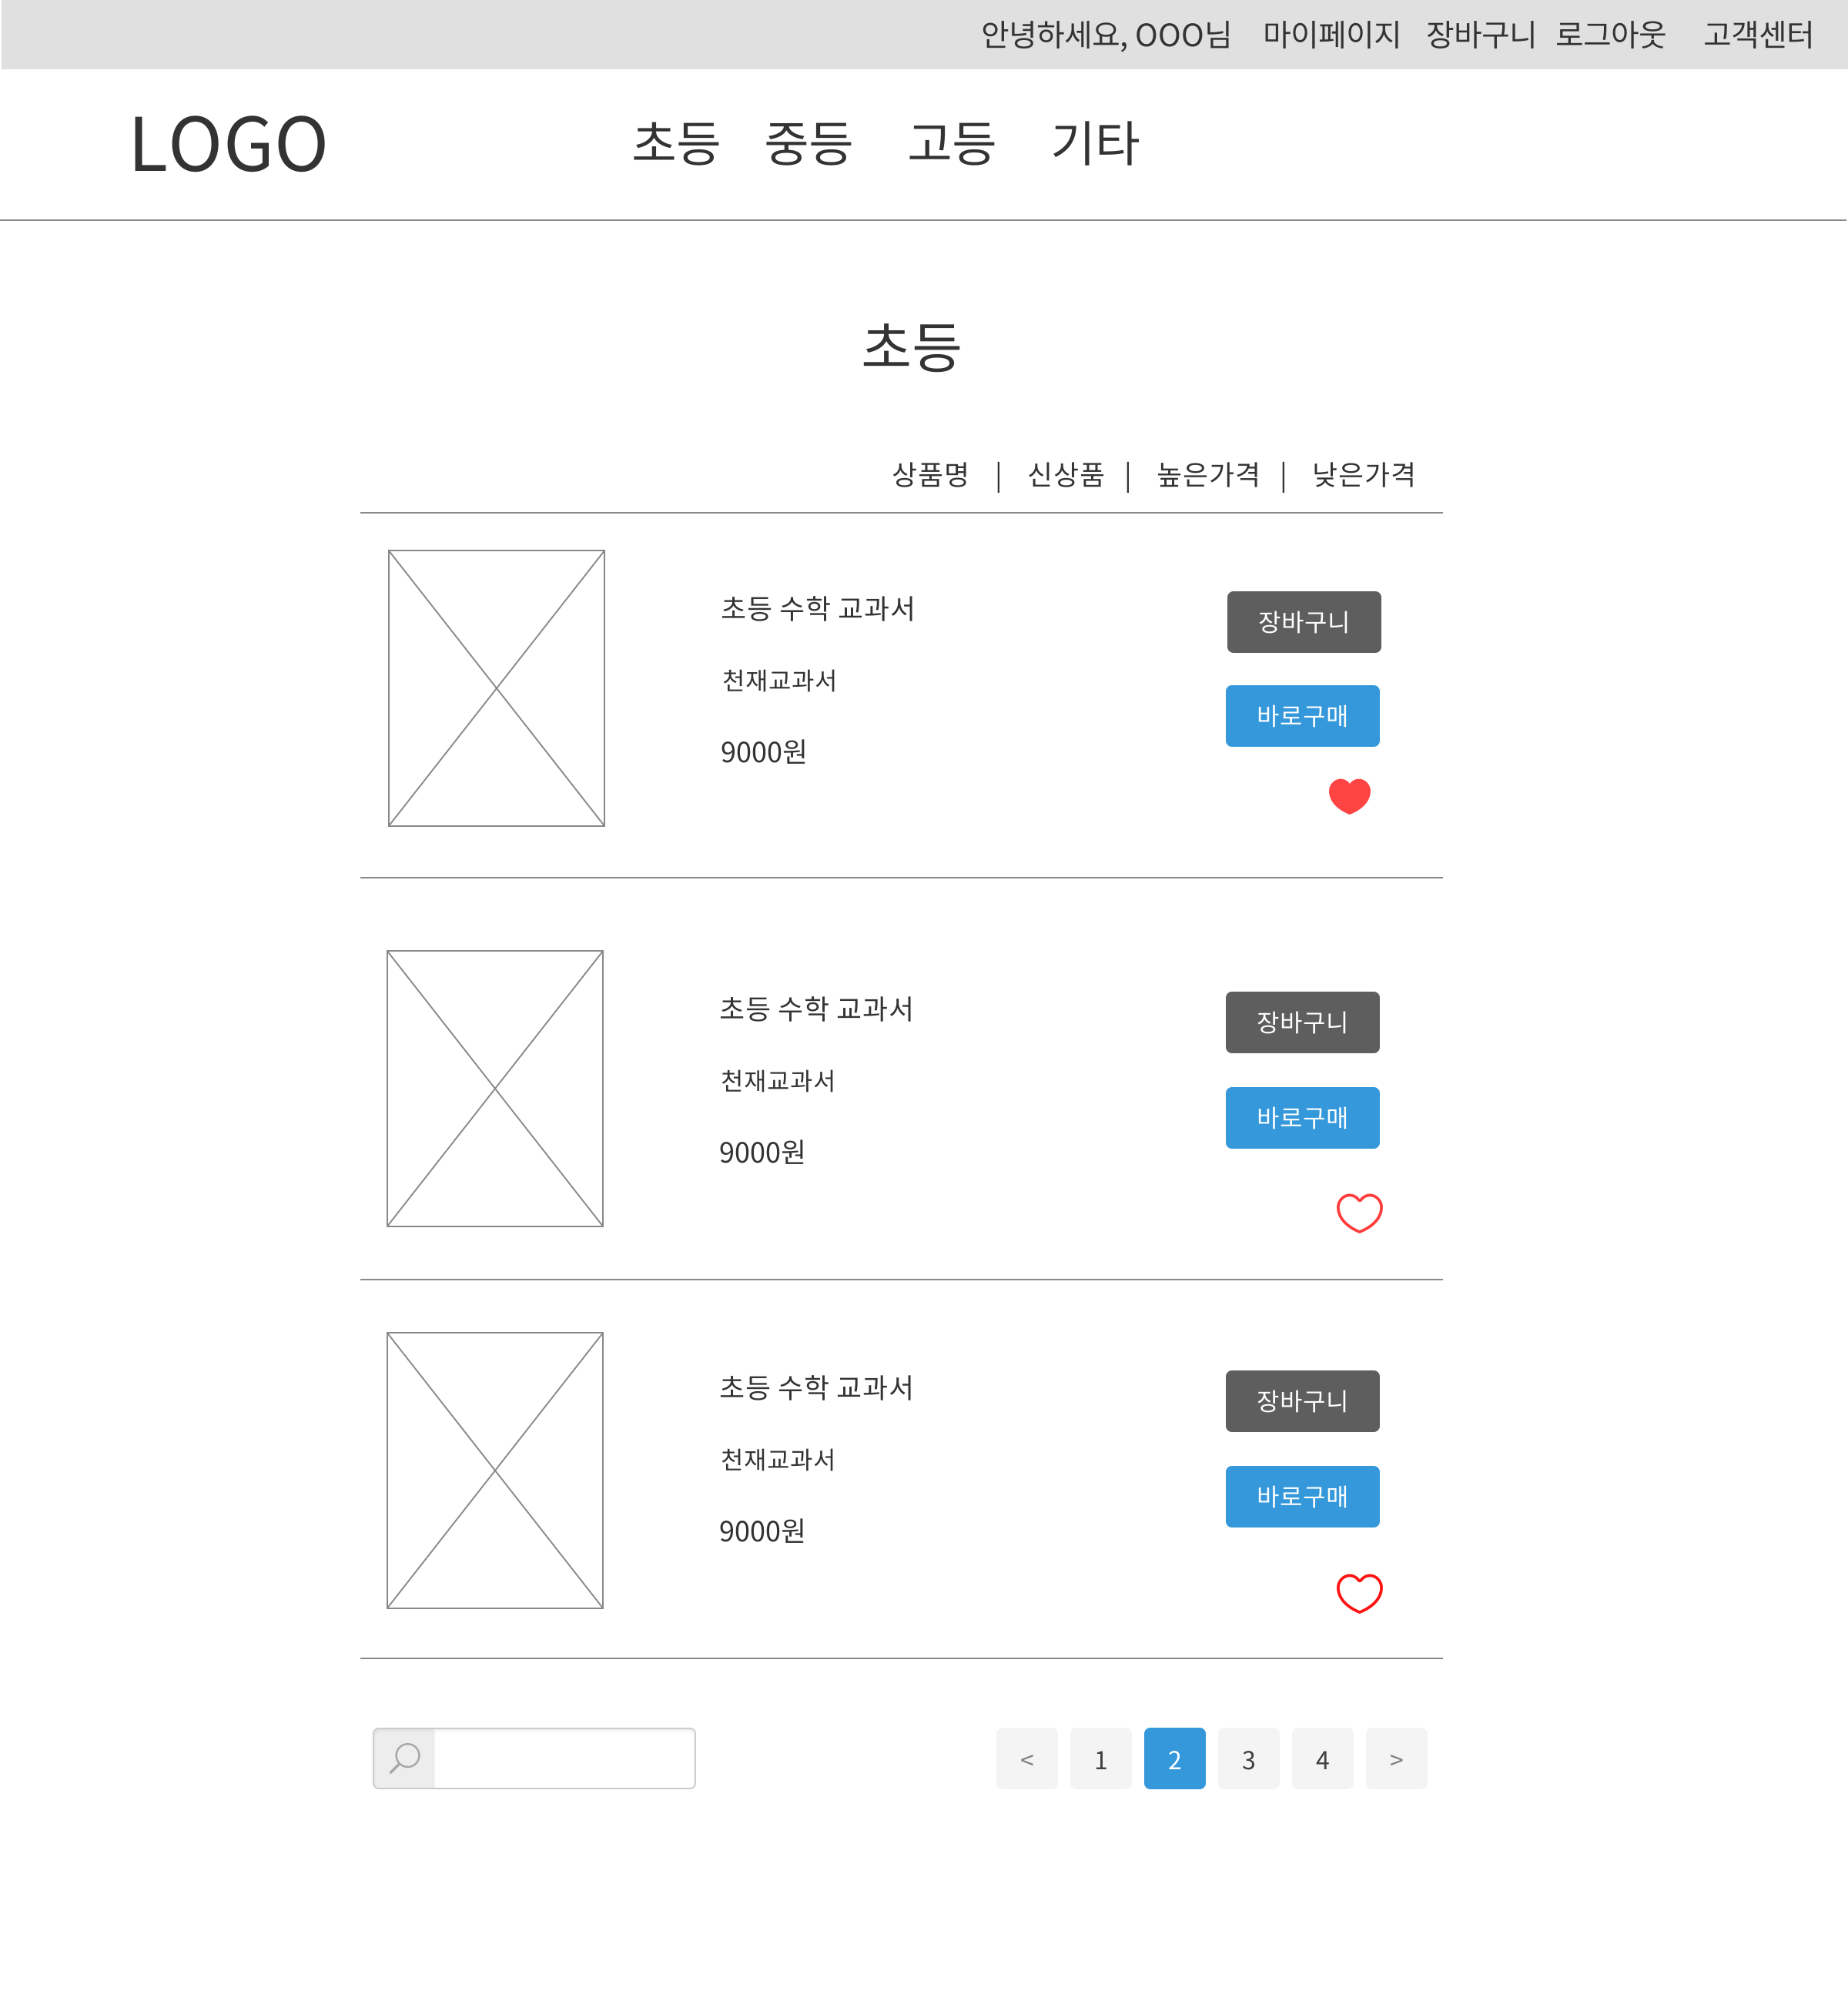 안녕하세요, OOO님 마이페이지 장바구니 로그아웃 고객센터
LOGO 초등 중등 고등 기타
초등
상품명 | 신상품 | 높은가격 | 낮은가격
초등 수학 교과서
천재교과서
9000원
장바구니
바로구매
초등 수학 교과서
천재교과서
9000원
장바구니
바로구매
초등 수학 교과서
천재교과서
9000원
장바구니
바로구매
< 1 2 3 4 >